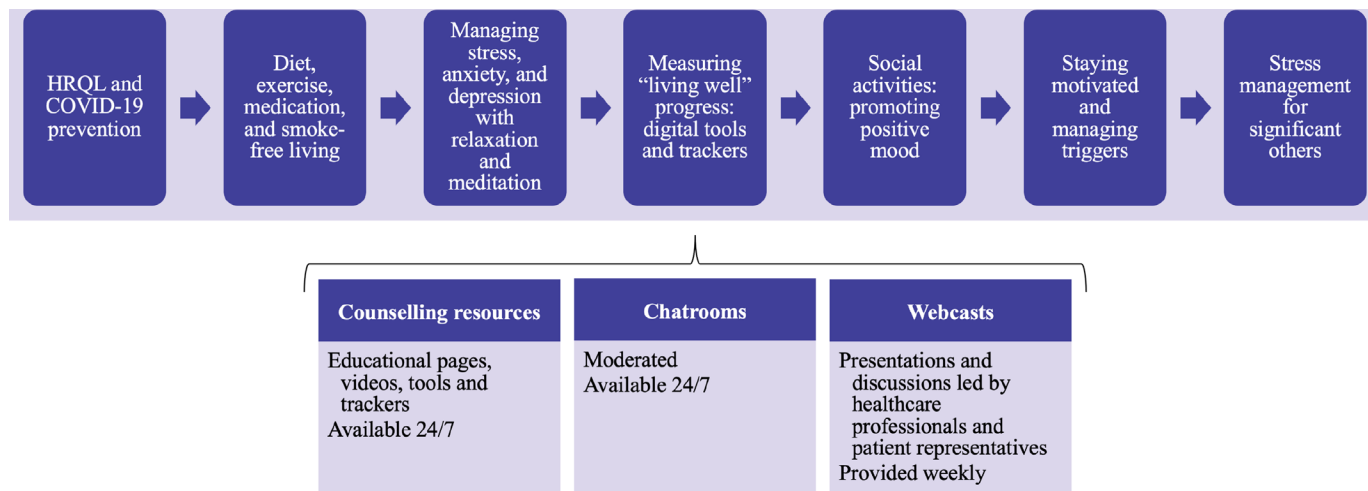 HRQL and
COVID-19
prevention
Diet,
exercise,
medication,
and smoke-
free living
Managing
stress,
anxiety, and
depression
with
relaxation
and
meditation
Measuring
“living well”
progress:
digital tools
and trackers
Social
activities:
promoting
positive
mood
Staying
motivated
and
managing
triggers
Stress
management
for
significant
others
Counselling resources
Educational pages,
videos, tools and
trackers
Available 24/7
Chatrooms
Moderated
Available 24/7
Webcasts
Presentations and
discussions led by
healthcare
professionals and
patient representatives
Provided weekly